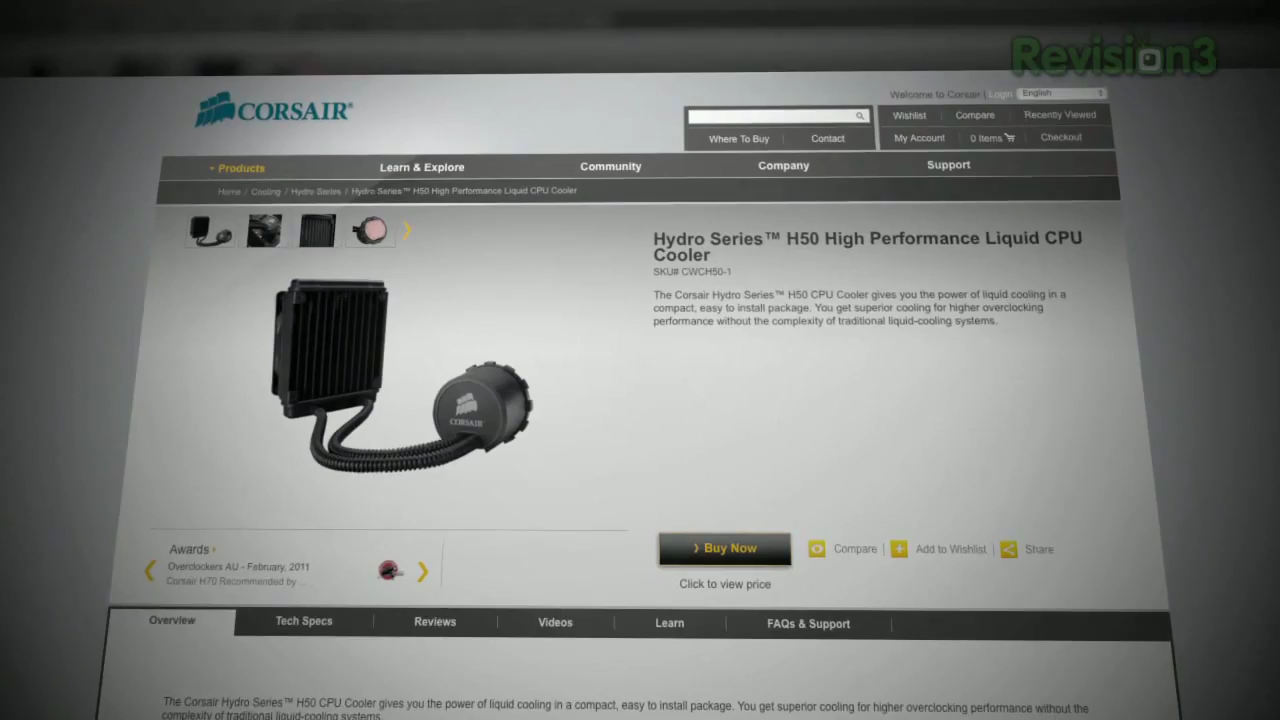 Revision3
CORSAIR®
Welcome to Corsair | Login English
Where To Buy Contact
Wishlist Compare Recently Viewed
My Account 0 Items Checkout
+ Products Learn & Explore Community Company Support
Home / Cooling / Hydro Series / Hydro Series™ H50 High Performance Liquid CPU Cooler
Hydro Series™ H50 High Performance Liquid CPU
Cooler
SKU# CWCH50-1
The Corsair Hydro Series™ H50 CPU Cooler gives you the power of liquid cooling in a
compact, easy to install package. You get superior cooling for higher overclocking
performance without the complexity of traditional liquid-cooling systems.
CORSAIR
Awards
Overclockers AU - February, 2011
Corsair H70 Recommended by ...
Buy Now Compare Add to Wishlist Share
Click to view price
Overview Tech Specs Reviews Videos Learn FAQs & Support
The Corsair Hydro Series™ H50 CPU Cooler gives you the power of liquid cooling in a compact, easy to install package. You get superior cooling for higher overclocking performance without the
complexity of traditional liquid-cooling systems.